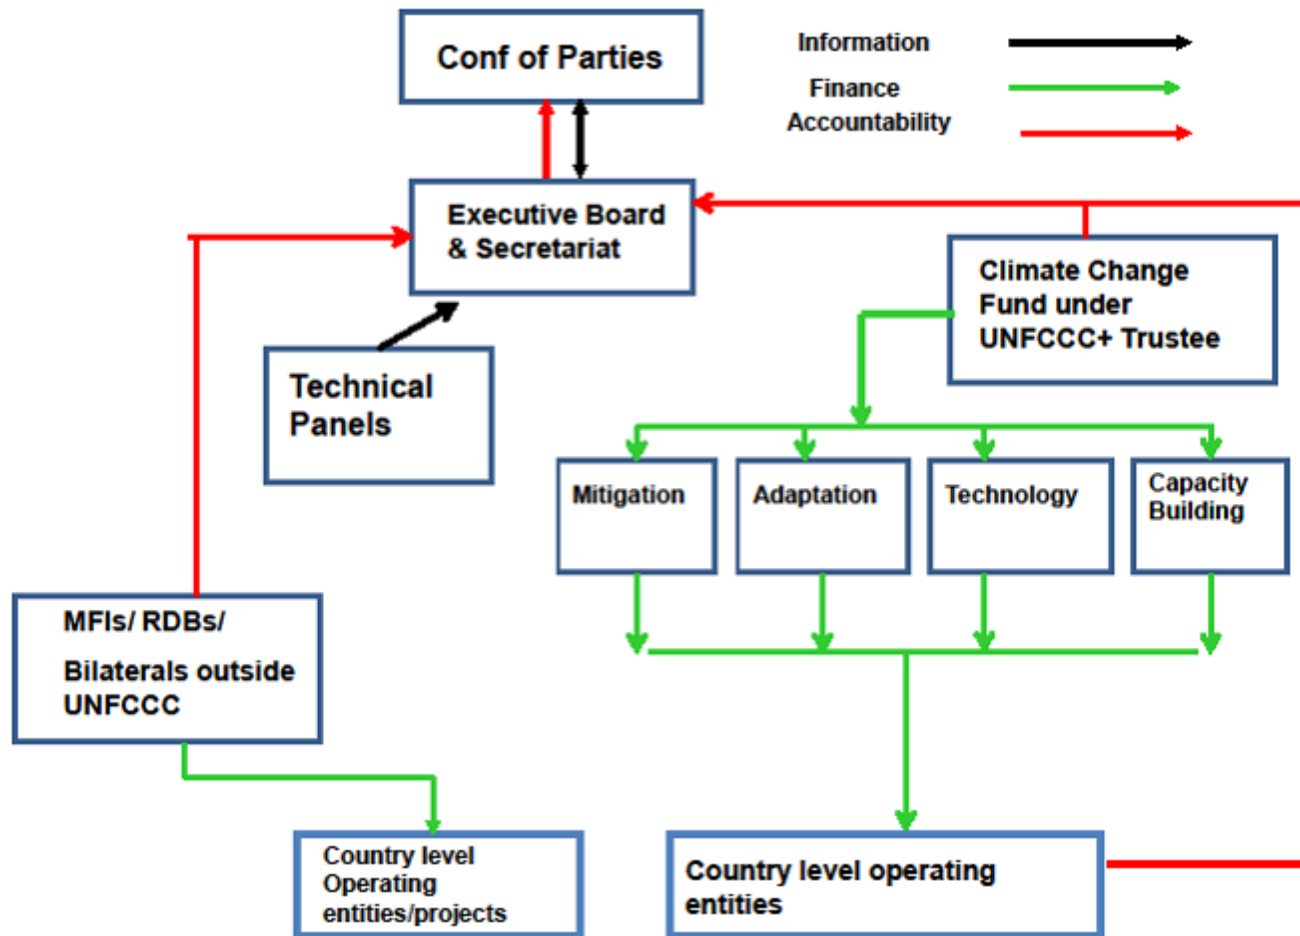 Conf of Parties
Information
Finance
Accountability
Executive Board
& Secretariat
Climate Change
Fund under
UNFCCC+ Trustee
Technical
Panels
Mitigation
Adaptation
Technology
Capacity
Building
MFIs/ RDBs/
Bilaterals outside
UNFCCC
Country level
Operating
entities/projects
Country level operating
entities